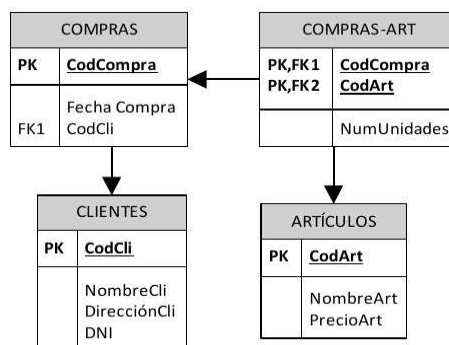 COMPRAS
PK CodCompra
Fecha Compra
FK1 CodCli
COMPRAS-ART
PK,FK1 CodCompra
PK,FK2 CodArt
NumUnidades
CLIENTES
PK CodCli
NombreCli
DirecciónCli
DNI
ARTÍCULOS
PK CodArt
NombreArt
PrecioArt